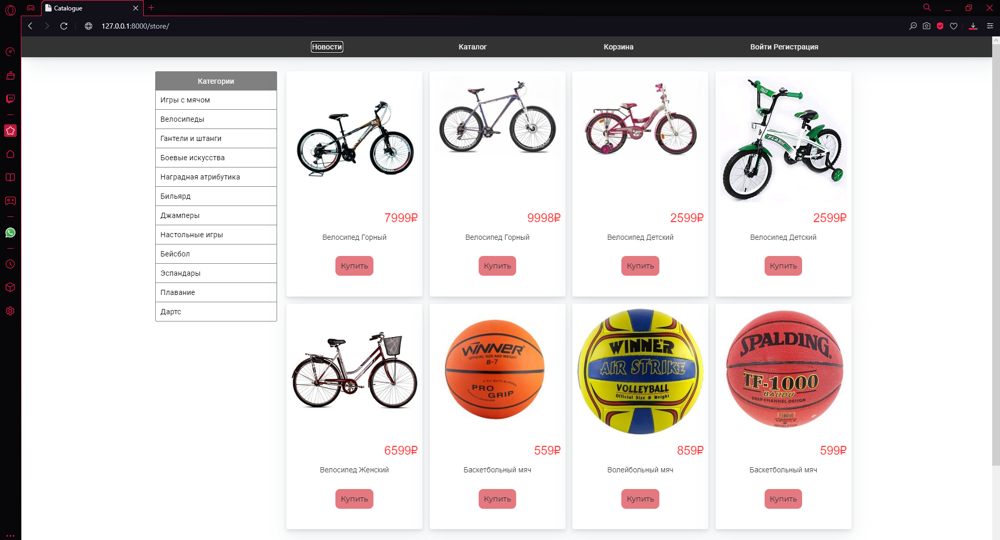 Catalogue
127.0.0.1:8000/store/
Новости Каталог Корзина Войти Регистрация
Категории
Игры с мячом
Велосипеды
Гантели и штанги
Боевые искусства
Наградная атрибутика
Бильярд
Джамперы
Настольные игры
Бейсбол
Эспандары
Плавание
Дартс
TILLY
FLASH
7999₽ 9998₽ 2599₽ 2599₽
Велосипед Горный Велосипед Горный Велосипед Детский Велосипед Детский
Купить Купить Купить Купить
WINNER
OFFICIAL SIZE AND WEIGHT
B-7
PRO
GRIP
WINNER
AIR STRIKE
VOLLEYBALL
Official Size & Weight
SPALDING
TF-1000
BAUDU
DEEP CHANNEL DESIGN
6599₽ 559₽ 859₽ 599₽
Велосипед Женский Баскетбольный мяч Волейбольный мяч Баскетбольный мяч
Купить Купить Купить Купить